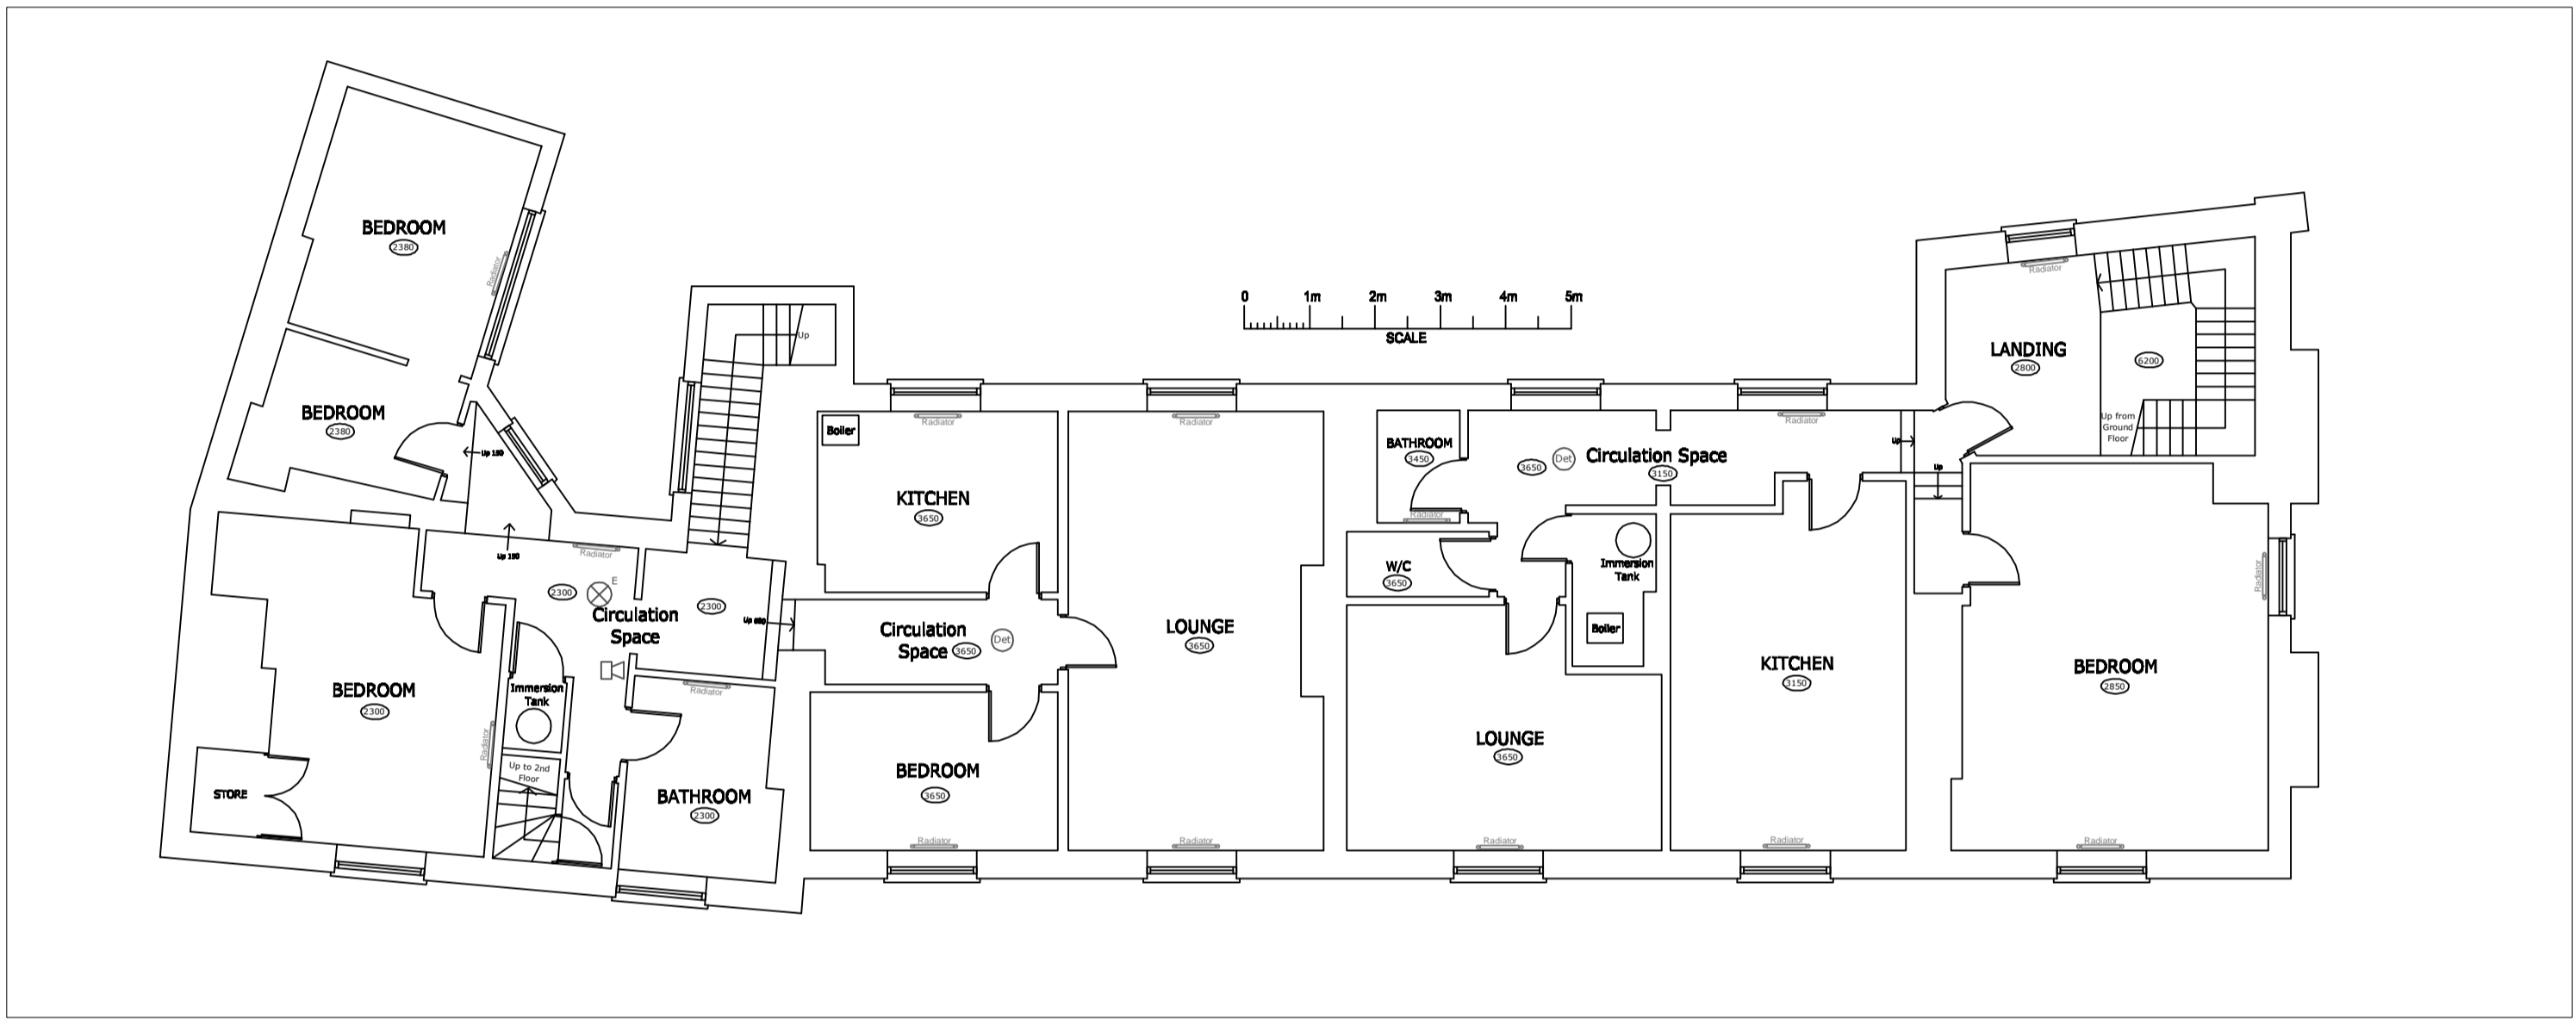 BEDROOM
2380
Radiator
BEDROOM
2380
Up 150
Up 150
Radiator
2300
E
Circulation
Space
2300
Up 650
BEDROOM
2300
Radiator
STORE
Immersion
Tank
Up to 2nd
Floor
Radiator
BATHROOM
2300
Up
Boiler
Radiator
KITCHEN
3650
Circulation
Space 3650
Det
BEDROOM
3650
Radiator
Radiator
LOUNGE
3650
Radiator
0 1m 2m 3m 4m 5m
SCALE
BATHROOM
3450
Radiator
W/C
3650
3650
Det
Circulation Space
3150
Radiator
Immersion
Tank
Boiler
LOUNGE
3650
Radiator
KITCHEN
3150
Radiator
Up
Up
Radiator
LANDING
2800
6200
Up from
Ground
Floor
BEDROOM
2850
Radiator
Radiator